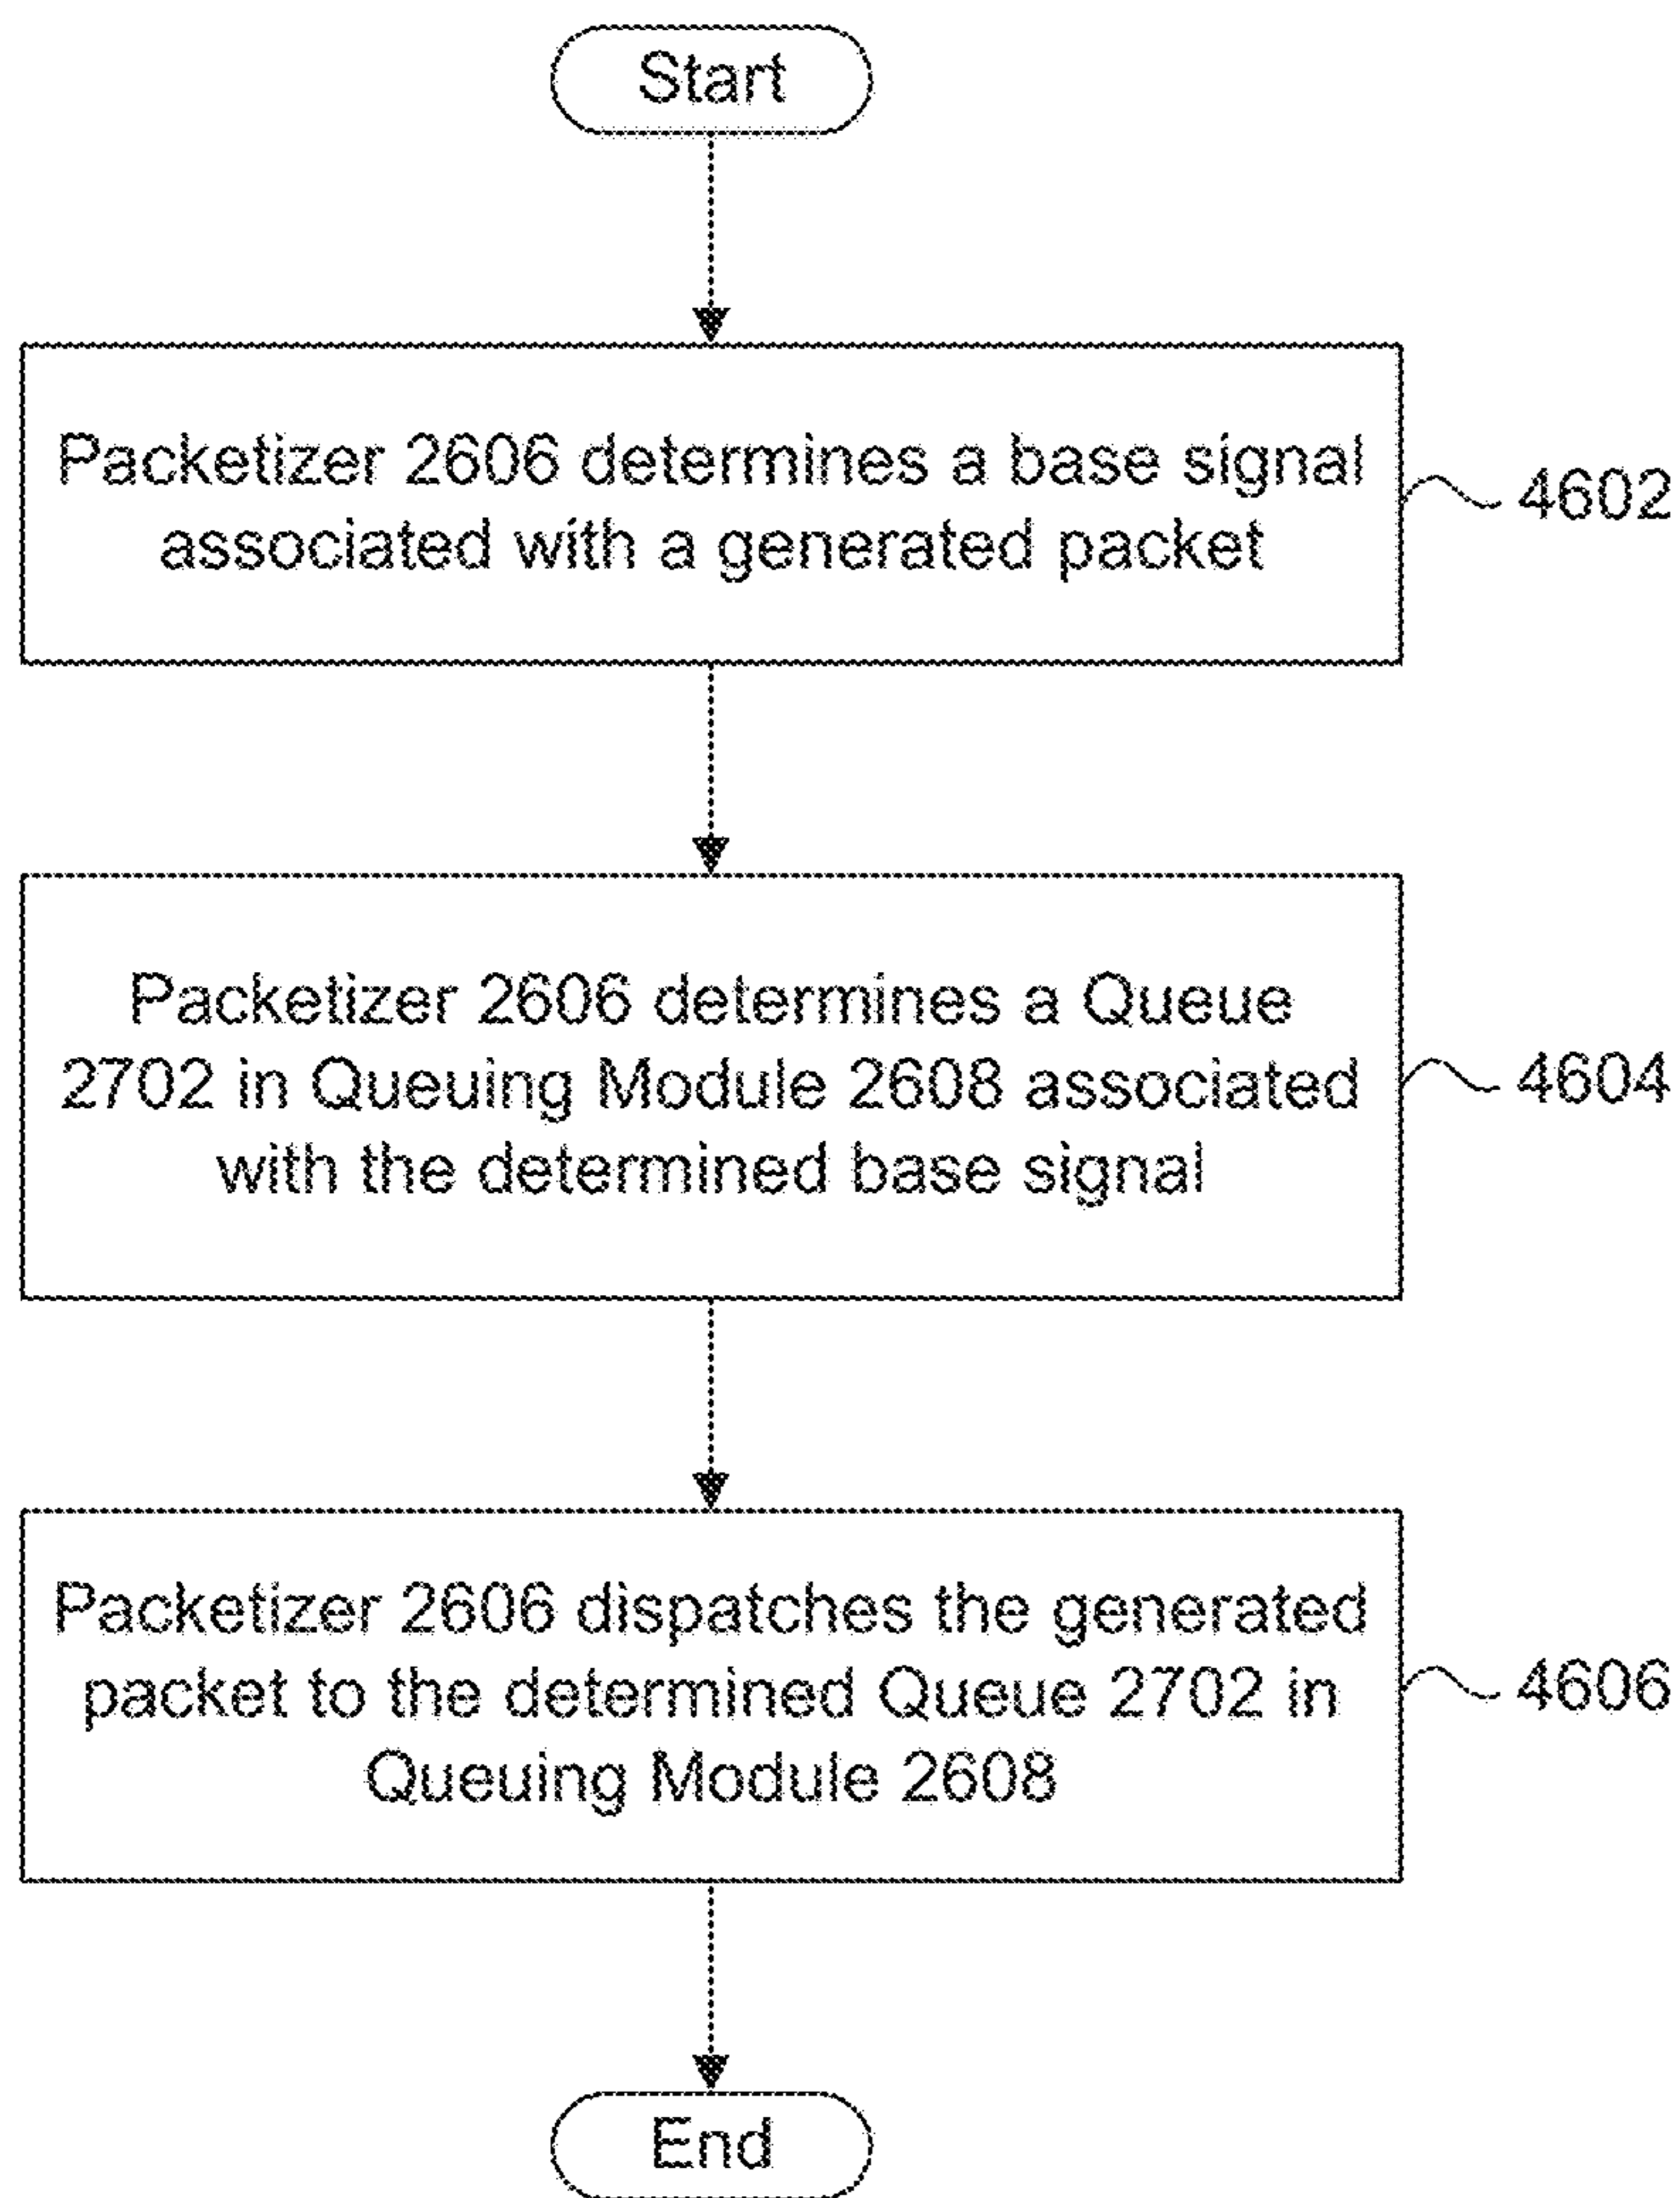 Start
Packetizer 2606 determines a base signal
associated with a generated packet
4602
Packetizer 2606 determines a Queue
2702 in Queuing Module 2608 associated
with the determined base signal
4604
Packetizer 2606 dispatches the generated
packet to the determined Queue 2702 in
Queuing Module 2608
4606
End